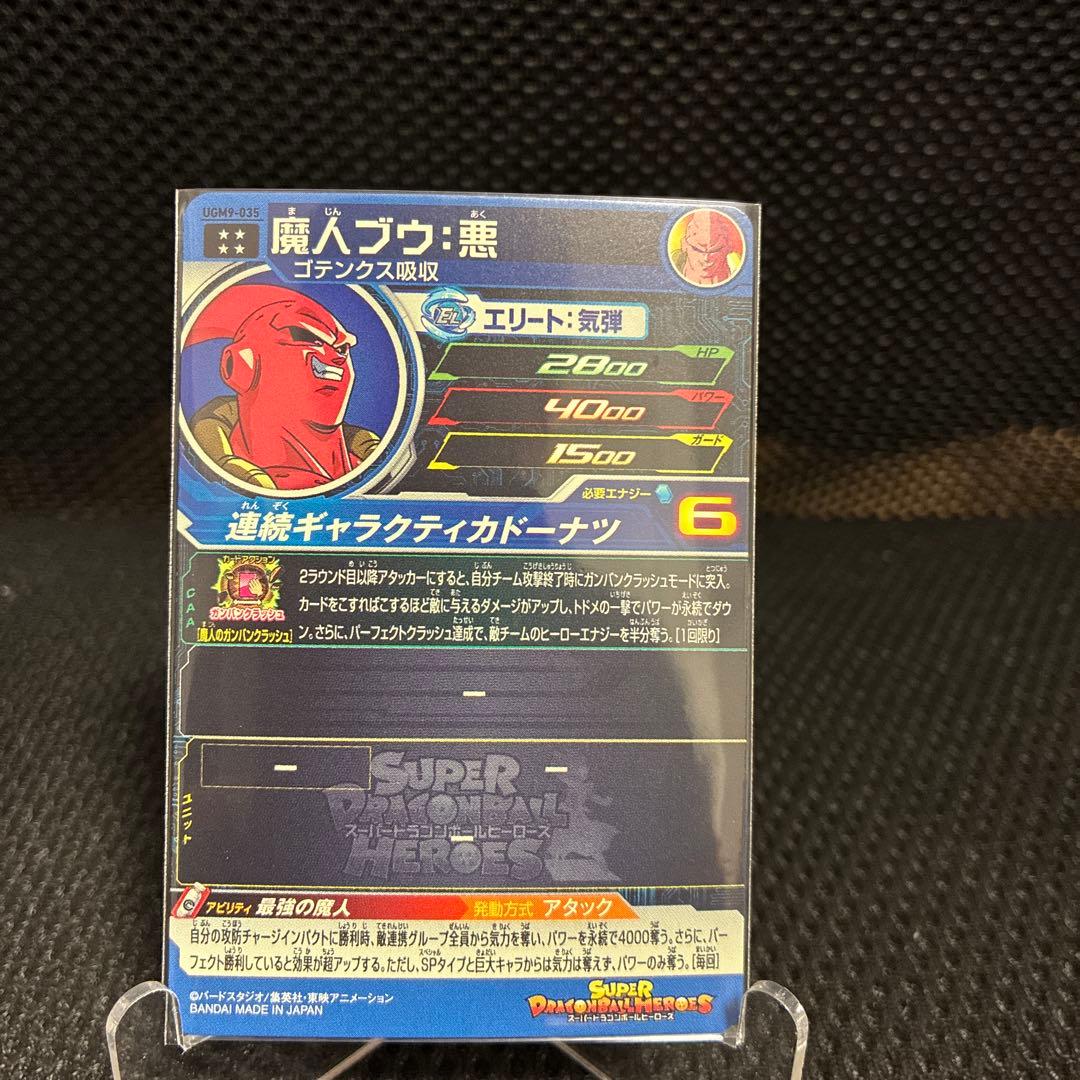 UGM9-035
ま じん あく
魔人ブウ:悪
ゴテンクス吸収
EL エリート:気弾
HP
2800
パワー
4000
ガード
1500
必要エナジー 6
れん ぞく
連続ギャラクティカドーナツ
CAA
カードアクション
ガンバンクラッシュ
[魔人のガンバンクラッシュ]
2ラウンド目以降アタッカーにすると、自分チーム攻撃終了時にガンバンクラッシュモードに突入。
カードをこすればこするほど敵に与えるダメージがアップし、トドメの一撃でパワーが永続でダウ
ン。さらに、パーフェクトクラッシュ達成で、敵チームのヒーローエナジーを半分奪う。[1回限り]
ー
ユニット
ー ー
ー
SUPER
DRAGONBALL
スーパードラゴンボールヒーローズ
HEROES
アビリティ 最強の魔人 発動方式 アタック
自分の攻防チャージインパクトに勝利時、敵連携グループ全員から気力を奪い、パワーを永続で4000奪う。さらに、パー
フェクト勝利していると効果が超アップする。ただし、SPタイプと巨大キャラからは気力は奪えず、パワーのみ奪う。[毎回]
©バードスタジオ/集英社・東映アニメーション
BANDAI MADE IN JAPAN
SUPER
DRAGONBALL HEROES
スーパードラゴンボールヒーローズ